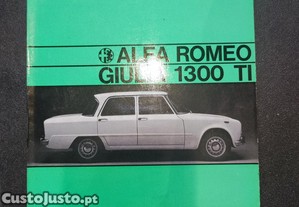 ALFA ROMEO
GIULIA 1300 TI
CustoJusto.pt